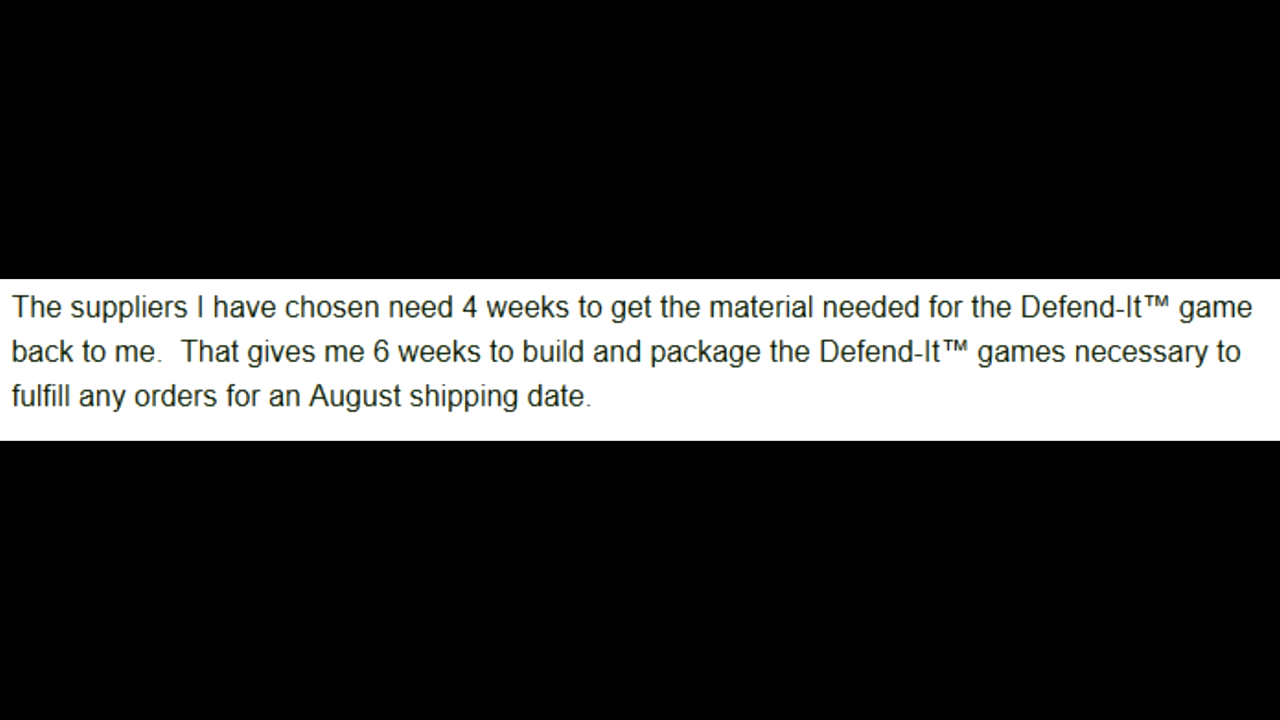 The suppliers I have chosen need 4 weeks to get the material needed for the Defend-It™ game
back to me.  That gives me 6 weeks to build and package the Defend-It™ games necessary to
fulfill any orders for an August shipping date.